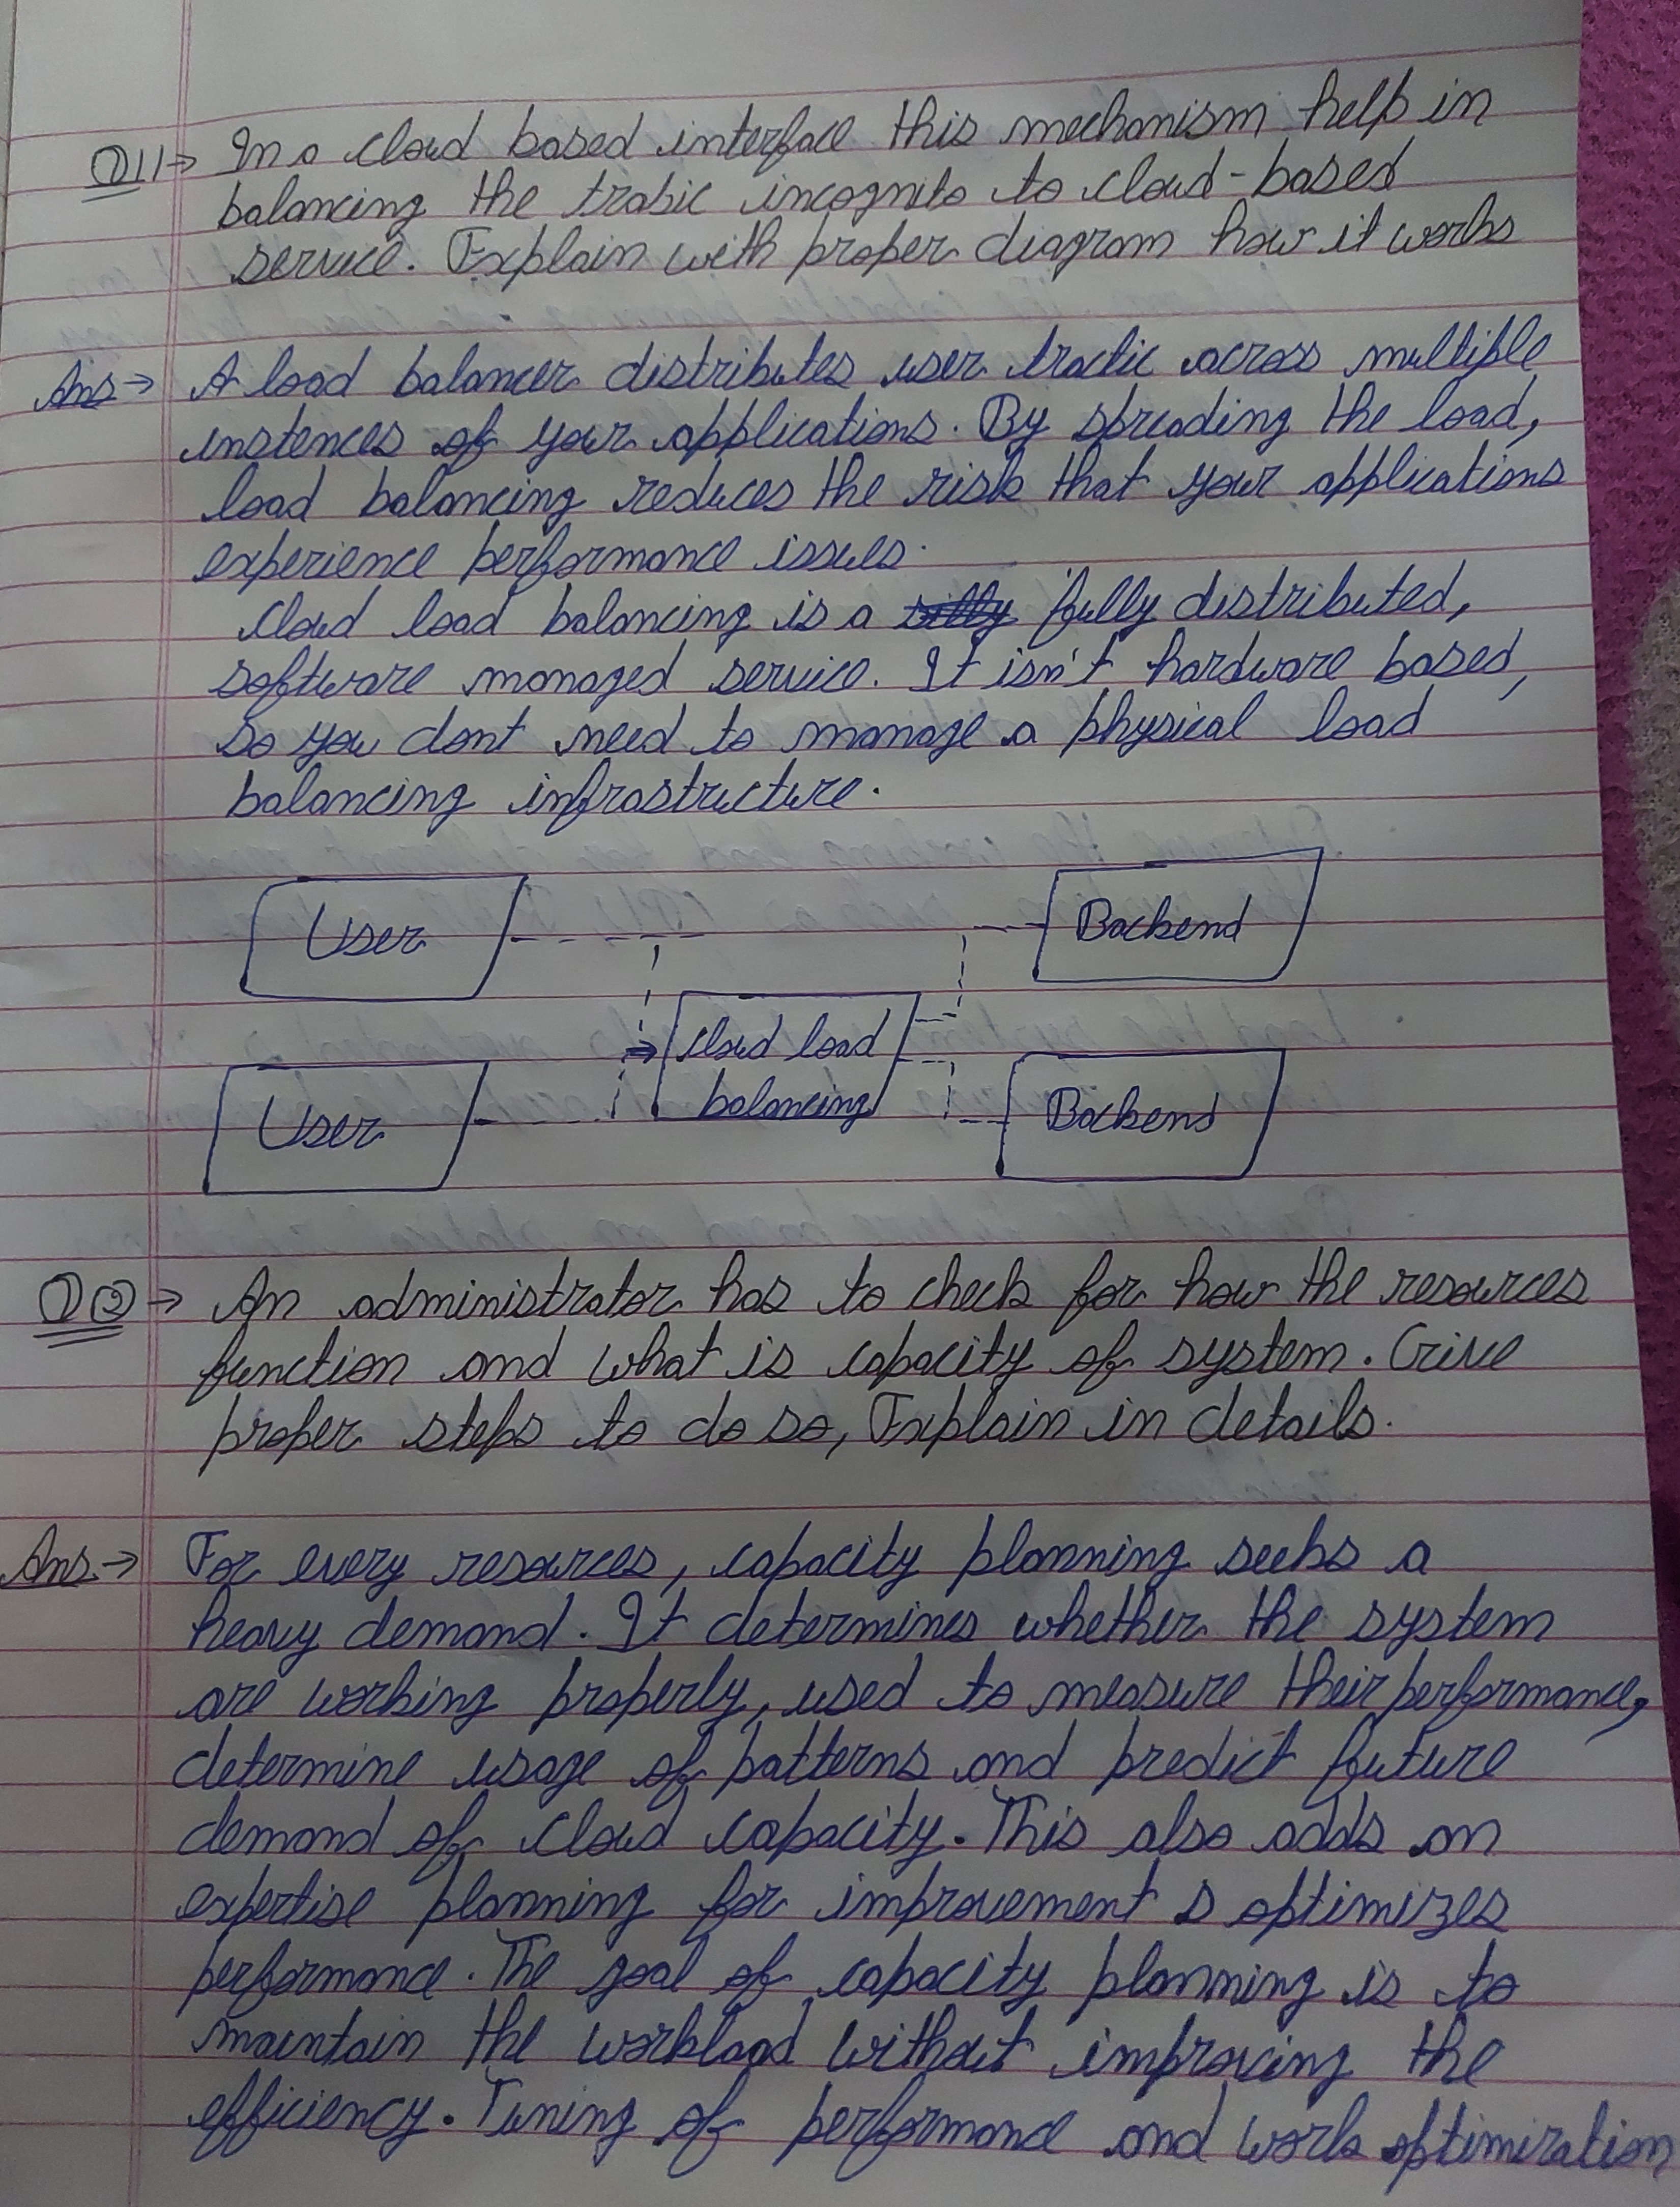 Q11→ In a cloud based interface this mechanism help in
balancing the trabic incognito to cloud-based
service. Explain with proper diagram how it works
Ans→ A load balancer distributes user tractic across multiple
instences of your applications. By spreading the load,
load balancing reduces the risk that your applications
experience performance issues.
Cloud load balancing is a fully distributed,
software managed service. It isn't hardware based,
so you dont need to manage a physical load
balancing infrastructure.
User
Backend
Cloud load
balancing
User
Backend
Q2→ An administrator has to check for how the resources
function and what is capacity of system. Give
proper steps to do so, Explain in details.
Ans.→ For every resources, capacity planning seeks a
heavy demand. It determines whether the system
are working properly, used to measure their performance,
determine usage of patterns and predict future
demand of cloud capacity. This also adds an
expertise planning for improvement s optimizes
performance. The goal of capacity planning is to
maintain the workload without improving the
efficiency. Tuning of performance and work optimization